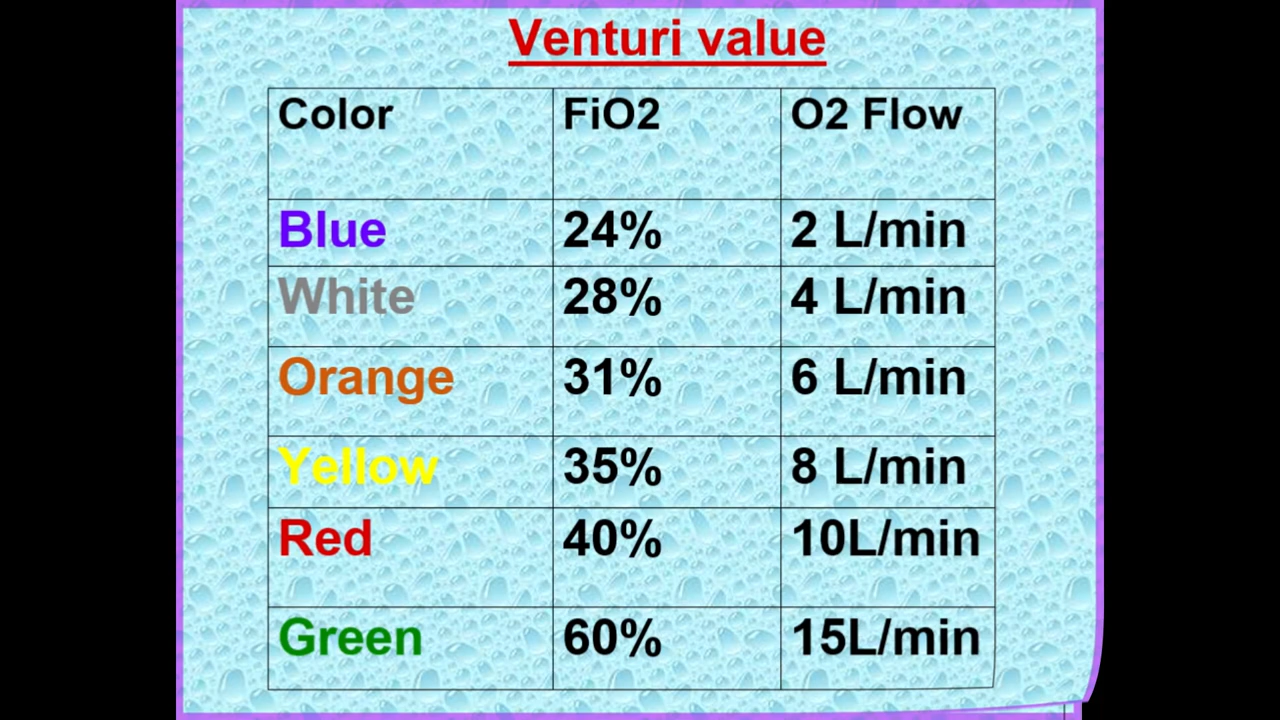 Venturi value
Color FiO2 O2 Flow
Blue 24% 2 L/min
White 28% 4 L/min
Orange 31% 6 L/min
Yellow 35% 8 L/min
Red 40% 10L/min
Green 60% 15L/min